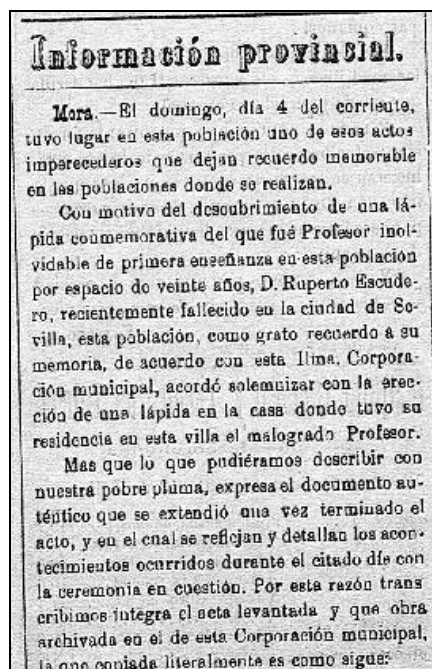 Información provincial.
Mora.—El domingo, día 4 del corriente,
tuvo lugar en esta población uno de esos actos
imparecederos que dejan recuerdo memorable
en las poblaciones donde se realizan.
Con motivo del descubrimiento de una lá-
pida conmemorativa del que fué Profesor inol-
vidable de primera enseñanza en esta población
por espacio de veinte años, D. Ruperto Escude-
ro, recientemente fallecido en la ciudad de Se-
villa, esta población, como grato recuerdo a su
memoria, de acuerdo con esta Ilma. Corpora-
ción municipal, acordó solemnizar con la erec-
ción de una lápida en la casa donde tuvo su
residencia en esta villa el malogrado Profesor.
Mas que lo que pudiéramos describir con
nuestra pobre pluma, expresa el documento au-
téntico que se extendió una vez terminado el
acto, y en el cual se reflejan y detallan los acon-
tecimientos ocurridos durante el citado día con
la ceremonia en cuestión. Por esta razón trans
cribimos integra el acta levantada y que obra
archivada en el de esta Corporación municipal,
la que copiada literalmente es como sigue: